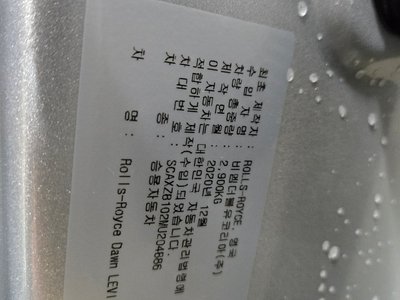 최초 제작자: ROLLS-ROYCE, 영국
수 입 자 명: 비엠더블유코리아(주)
차량 총중량: 2,900KG
제 작 연 월: 2020년 12월
이 자동차는 대한민국 자동차관리법령에
적합하게 제작(수입)되었습니다.
차 대 번 호: SCAXZ6102MU204686
차 종: 승용자동차
차 명: Rolls-Royce Dawn